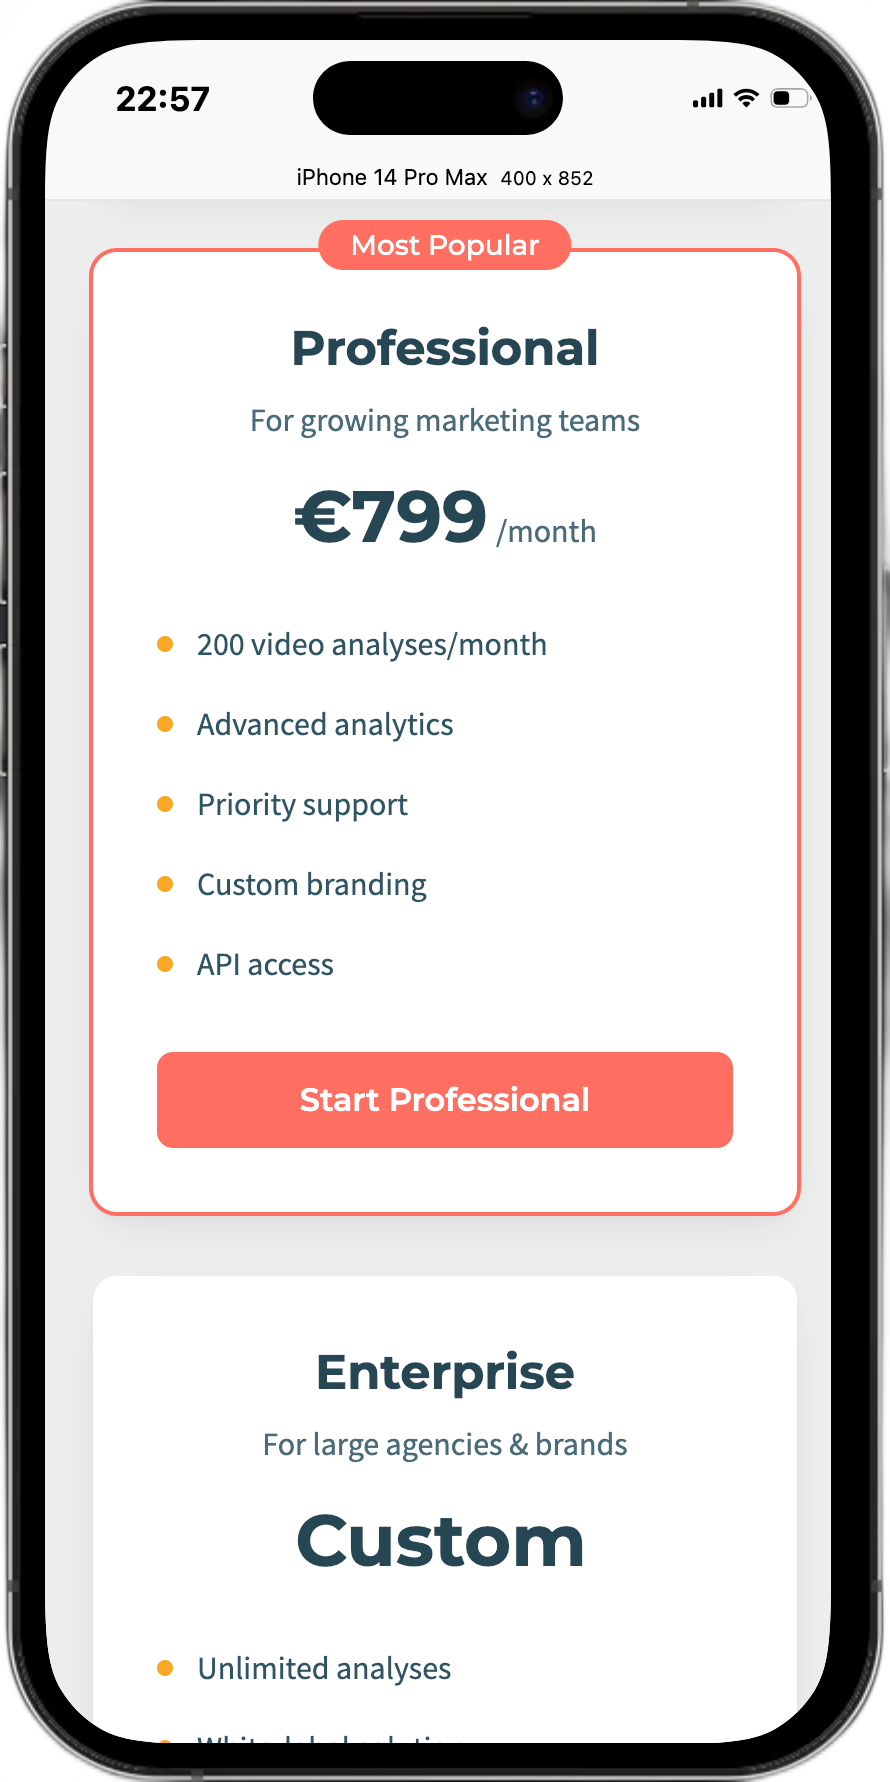 22:57
iPhone 14 Pro Max 400 x 852
Most Popular
Professional
For growing marketing teams
€799 /month
200 video analyses/month
Advanced analytics
Priority support
Custom branding
API access
Start Professional
Enterprise
For large agencies & brands
Custom
Unlimited analyses